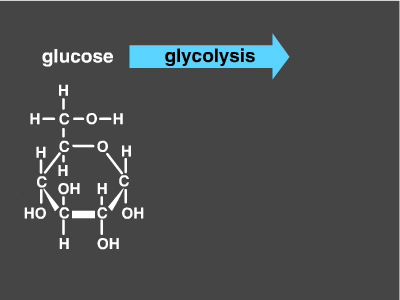 glucose glycolysis
H
H C O H
C O
H H
H
C OH H C
HO C C OH
H OH